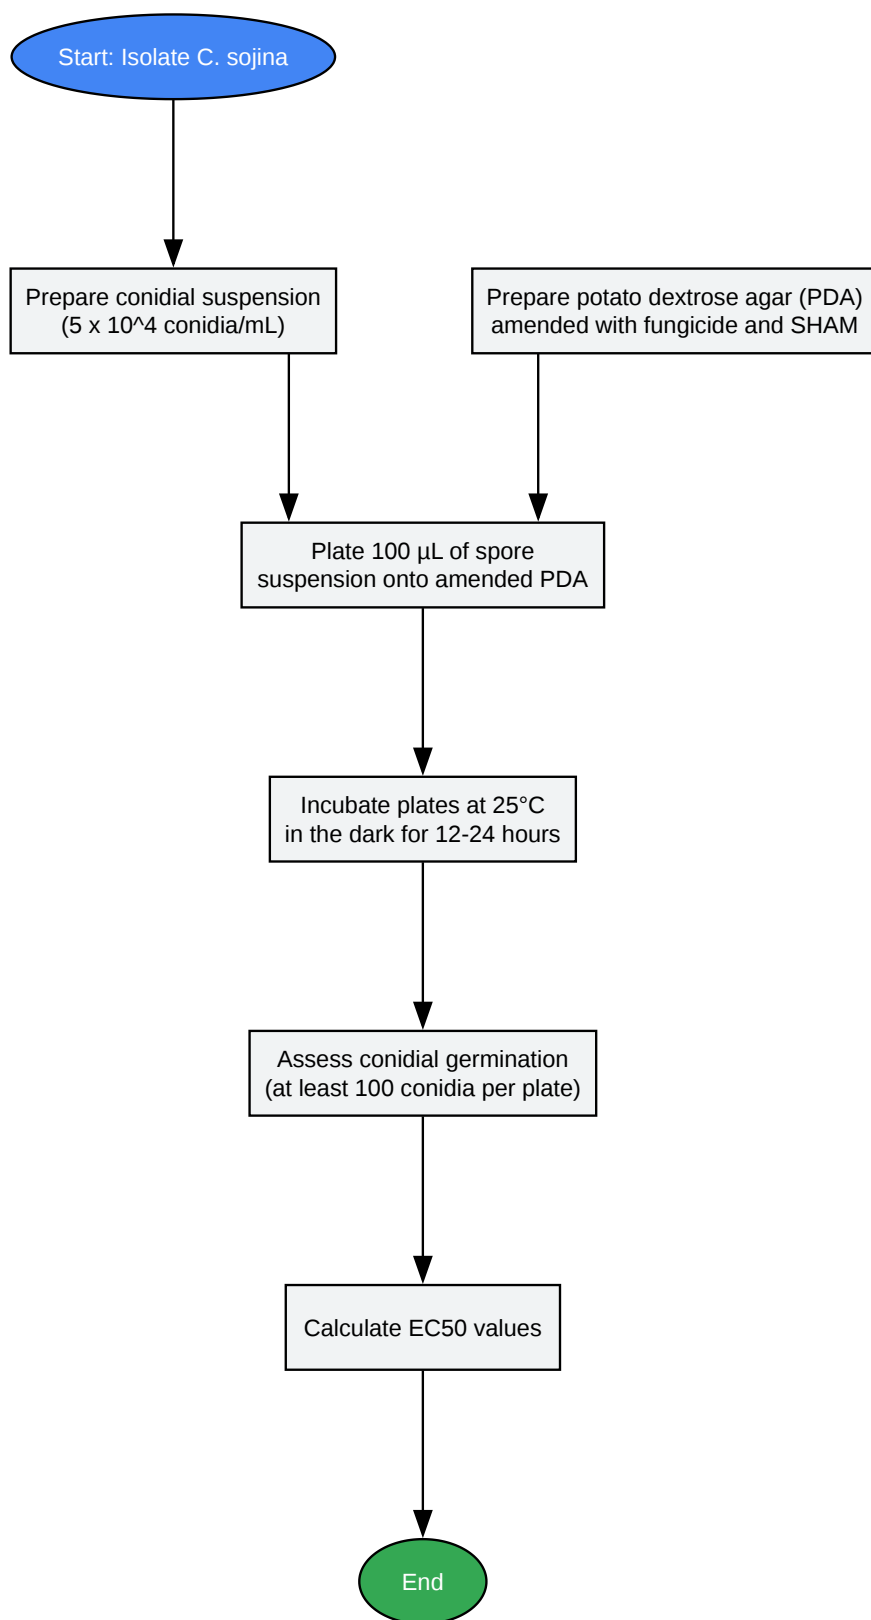 Start: Isolate C. sojina
Prepare conidial suspension
(5 x 10^4 conidia/mL)
Prepare potato dextrose agar (PDA)
amended with fungicide and SHAM
Plate 100 µL of spore
suspension onto amended PDA
Incubate plates at 25°C
in the dark for 12-24 hours
Assess conidial germination
(at least 100 conidia per plate)
Calculate EC50 values
End